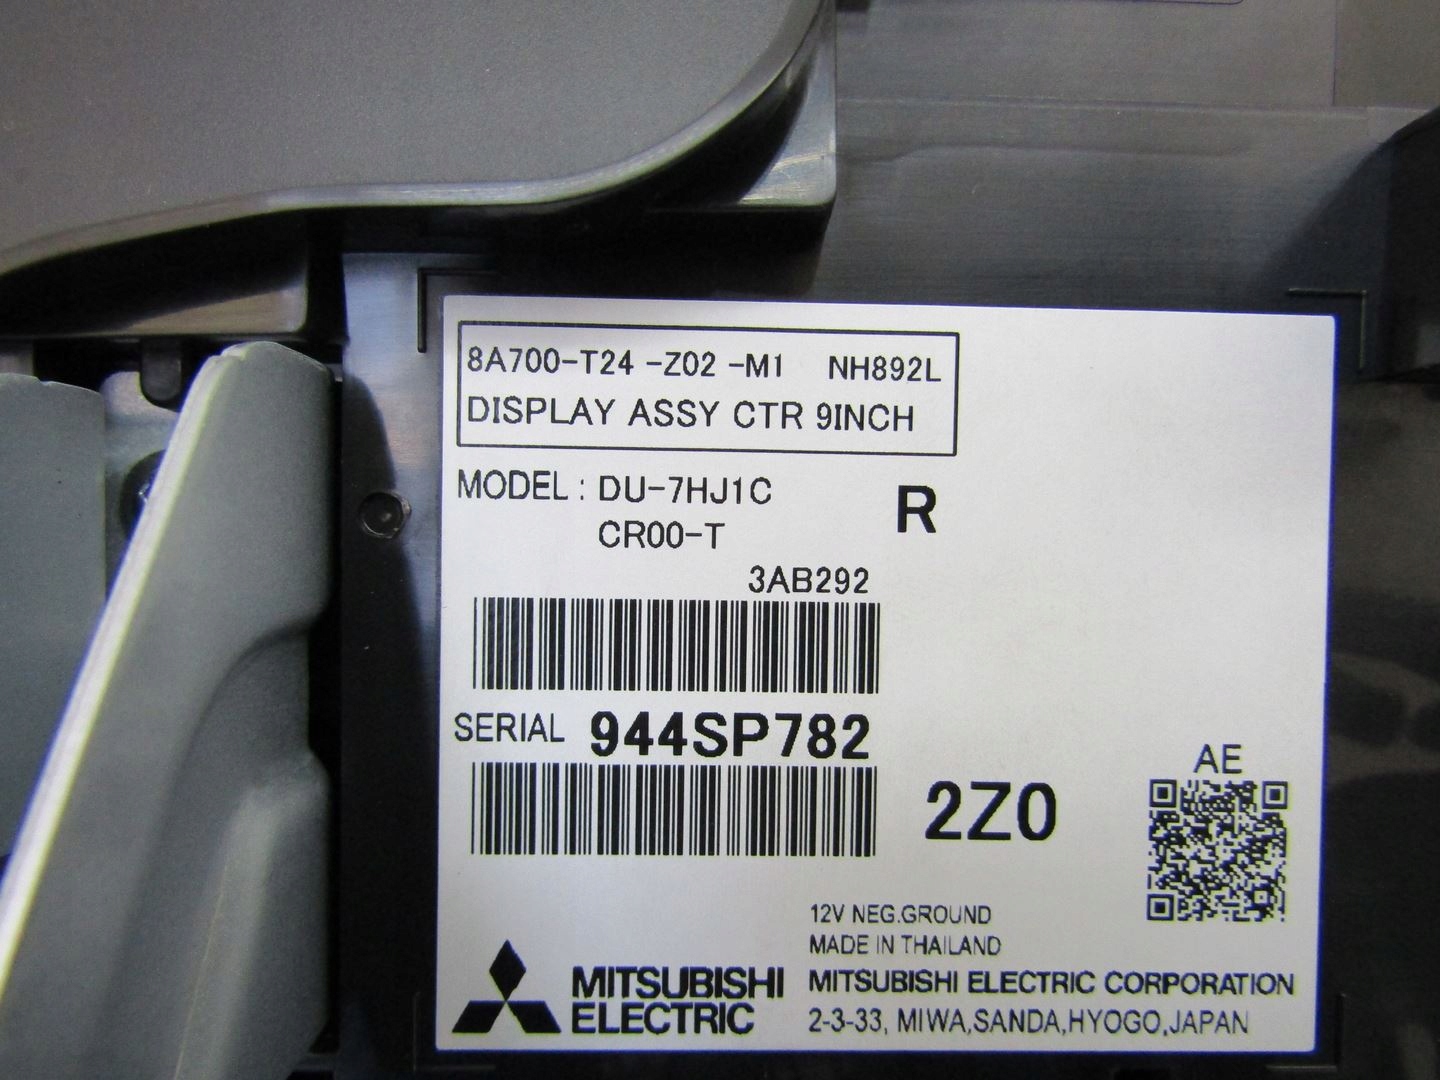 8A700-T24 -Z02 -M1 NH892L
DISPLAY ASSY CTR 9INCH
MODEL : DU-7HJ1C
CR00-T
R
3AB292
SERIAL 944SP782
2Z0
AE
12V NEG.GROUND
MADE IN THAILAND
MITSUBISHI ELECTRIC CORPORATION
2-3-33, MIWA,SANDA,HYOGO,JAPAN
MITSUBISHI
ELECTRIC